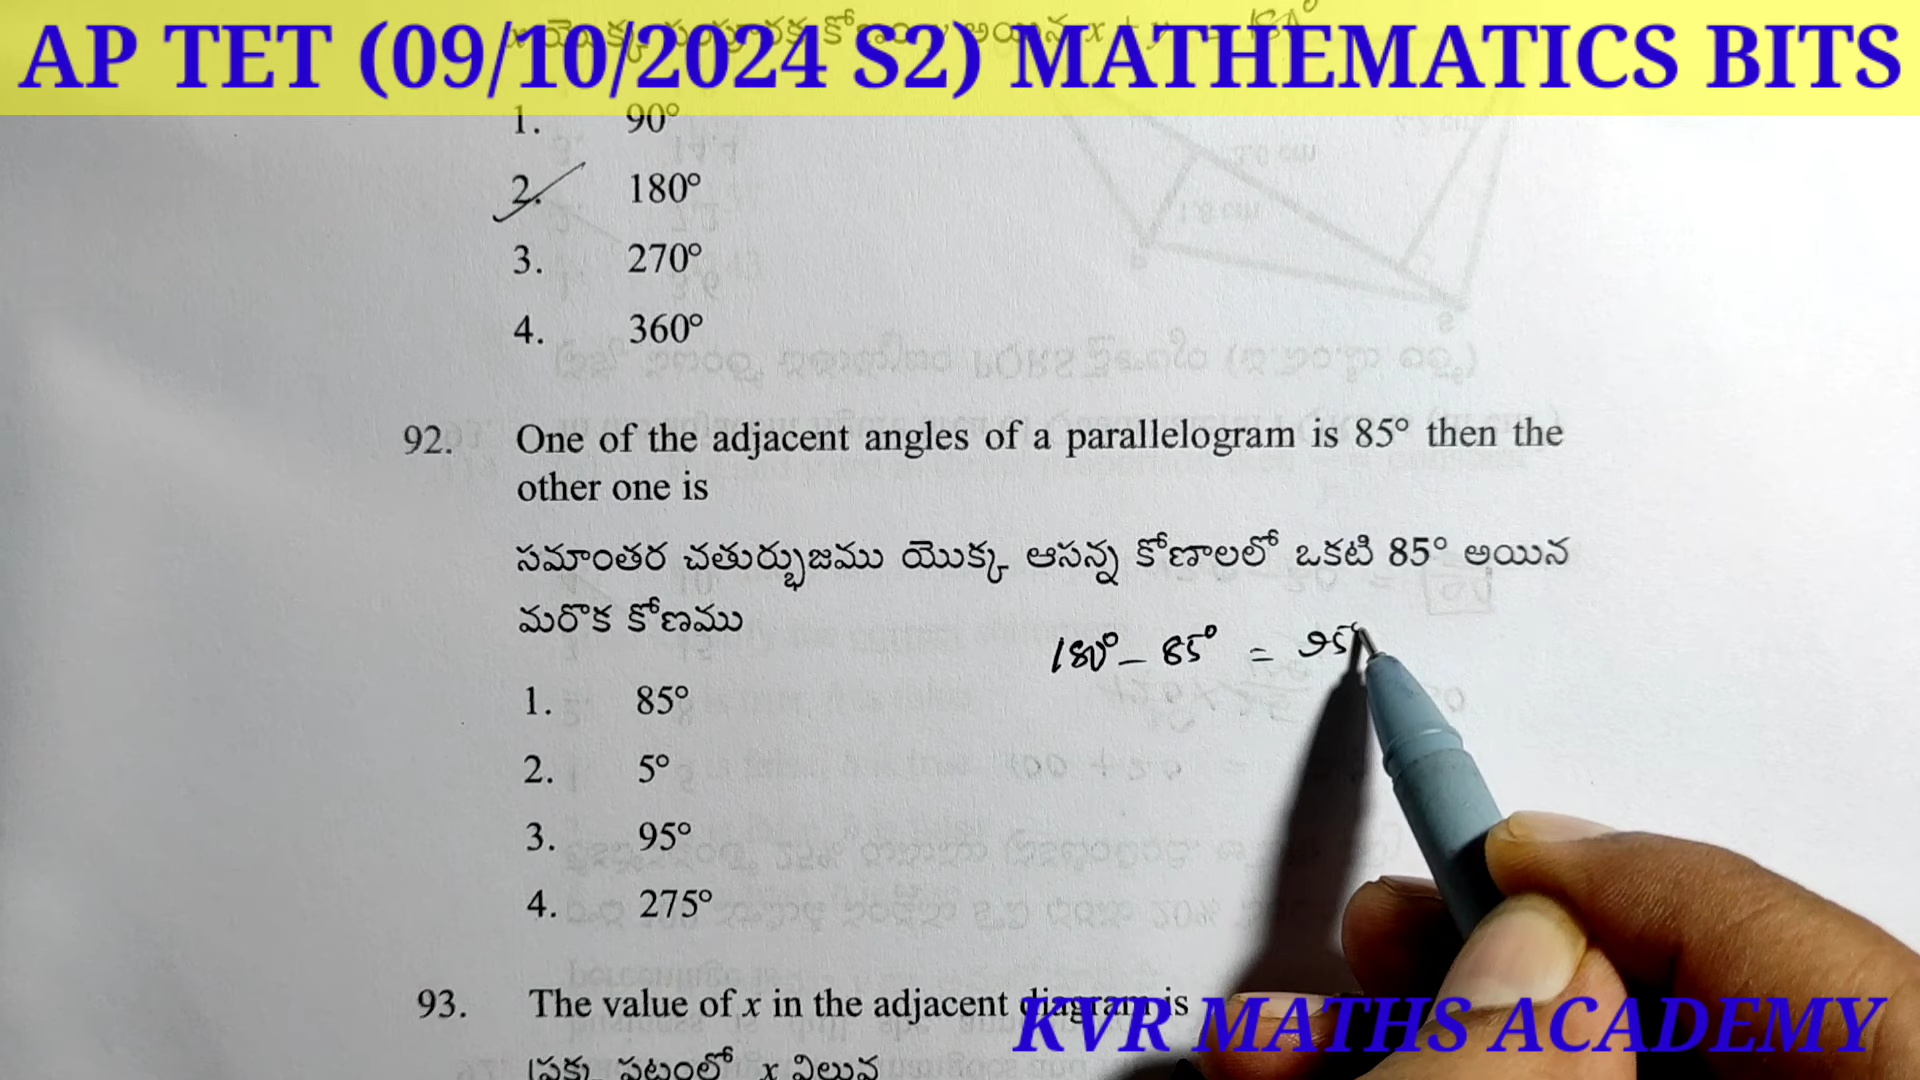 AP TET (09/10/2024 S2) MATHEMATICS BITS
1. 90°
2. 180°
3. 270°
4. 360°
92. One of the adjacent angles of a parallelogram is 85° then the
other one is
సమాంతర చతుర్భుజము యొక్క ఆసన్న కోణాలలో ఒకటి 85° అయిన
మరొక కోణము
180° - 85° = 95°
1. 85°
2. 5°
3. 95°
4. 275°
93. The value of x in the adjacent diagram is
KVR MATHS ACADEMY
ప్రక్క పటంలో x విలువ